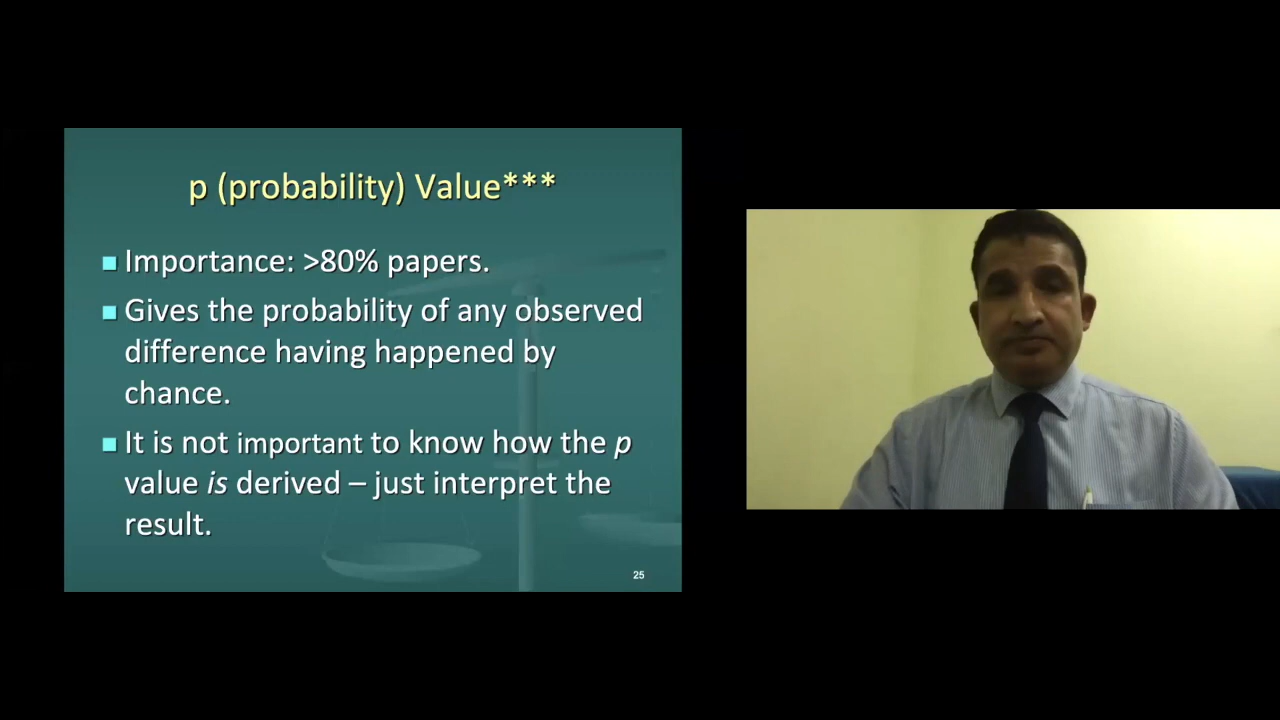 p (probability) Value***
Importance: >80% papers.
Gives the probability of any observed
difference having happened by
chance.
It is not important to know how the p
value is derived – just interpret the
result.
25